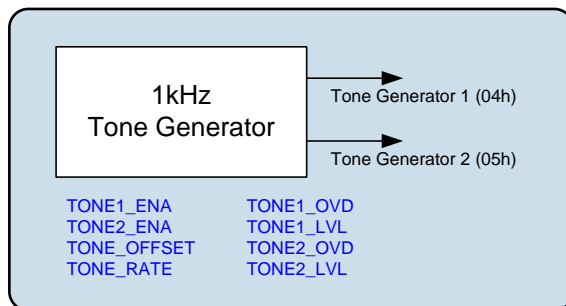 1kHz
Tone Generator
Tone Generator 1 (04h)
Tone Generator 2 (05h)
TONE1_ENA TONE1_OVD
TONE2_ENA TONE1_LVL
TONE_OFFSET TONE2_OVD
TONE_RATE TONE2_LVL